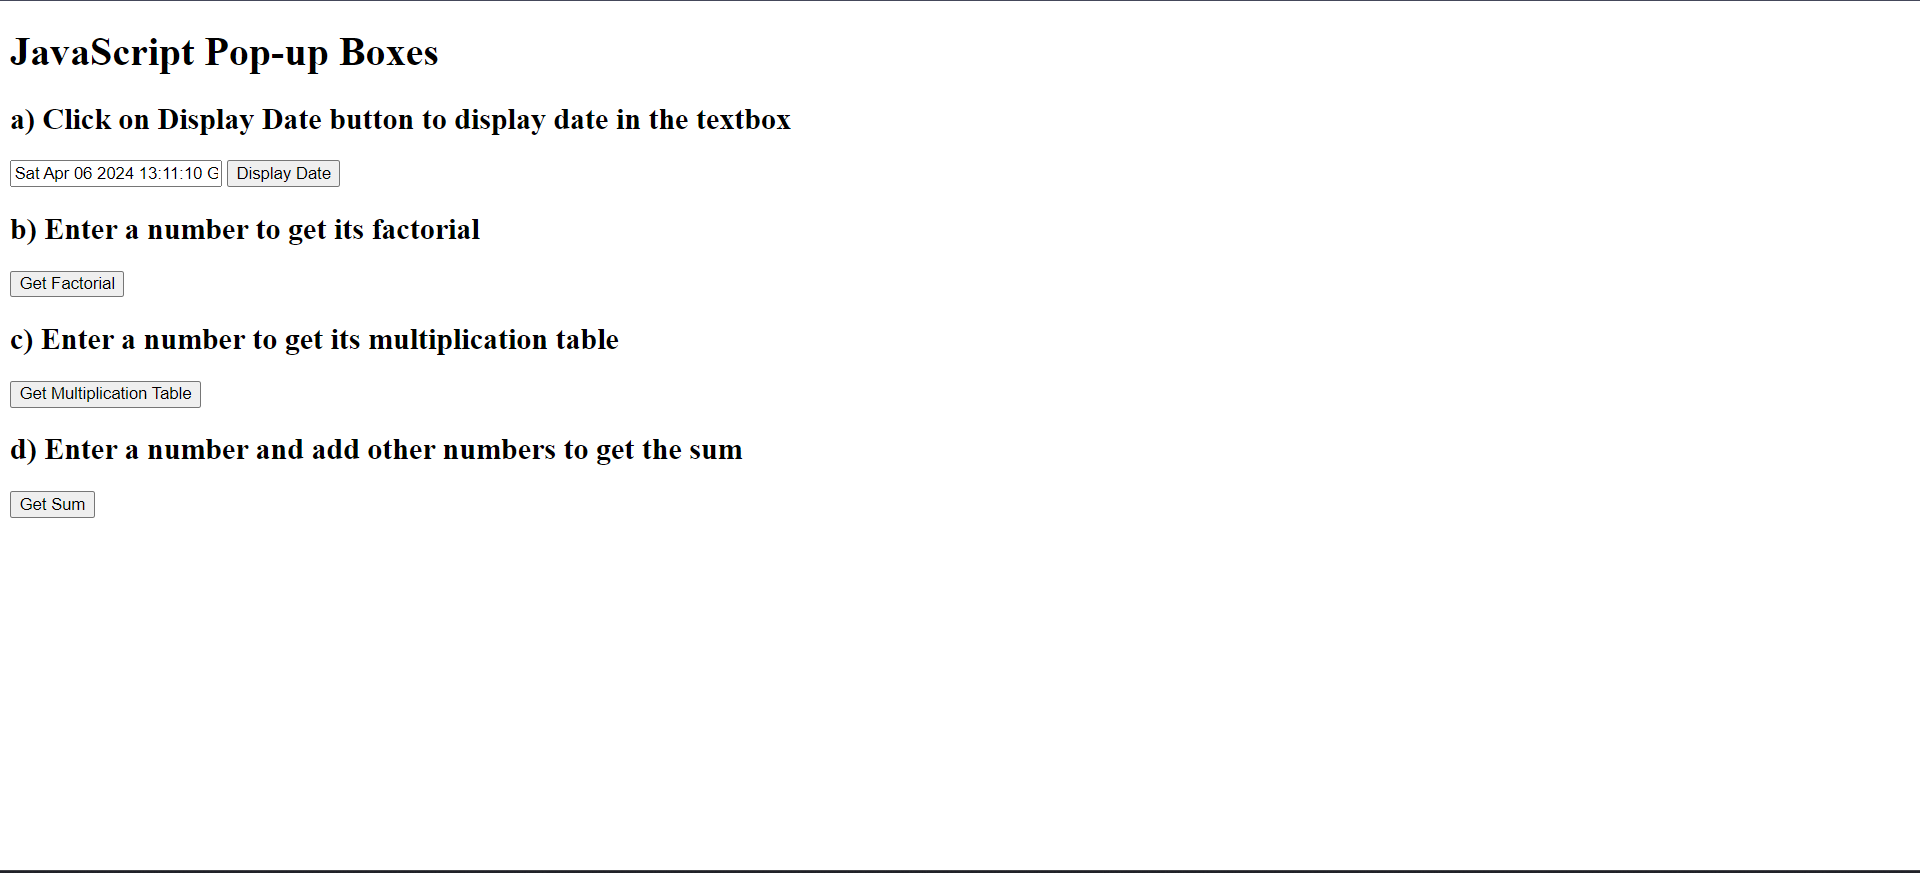 JavaScript Pop-up Boxes
a) Click on Display Date button to display date in the textbox
Sat Apr 06 2024 13:11:10 G Display Date
b) Enter a number to get its factorial
Get Factorial
c) Enter a number to get its multiplication table
Get Multiplication Table
d) Enter a number and add other numbers to get the sum
Get Sum